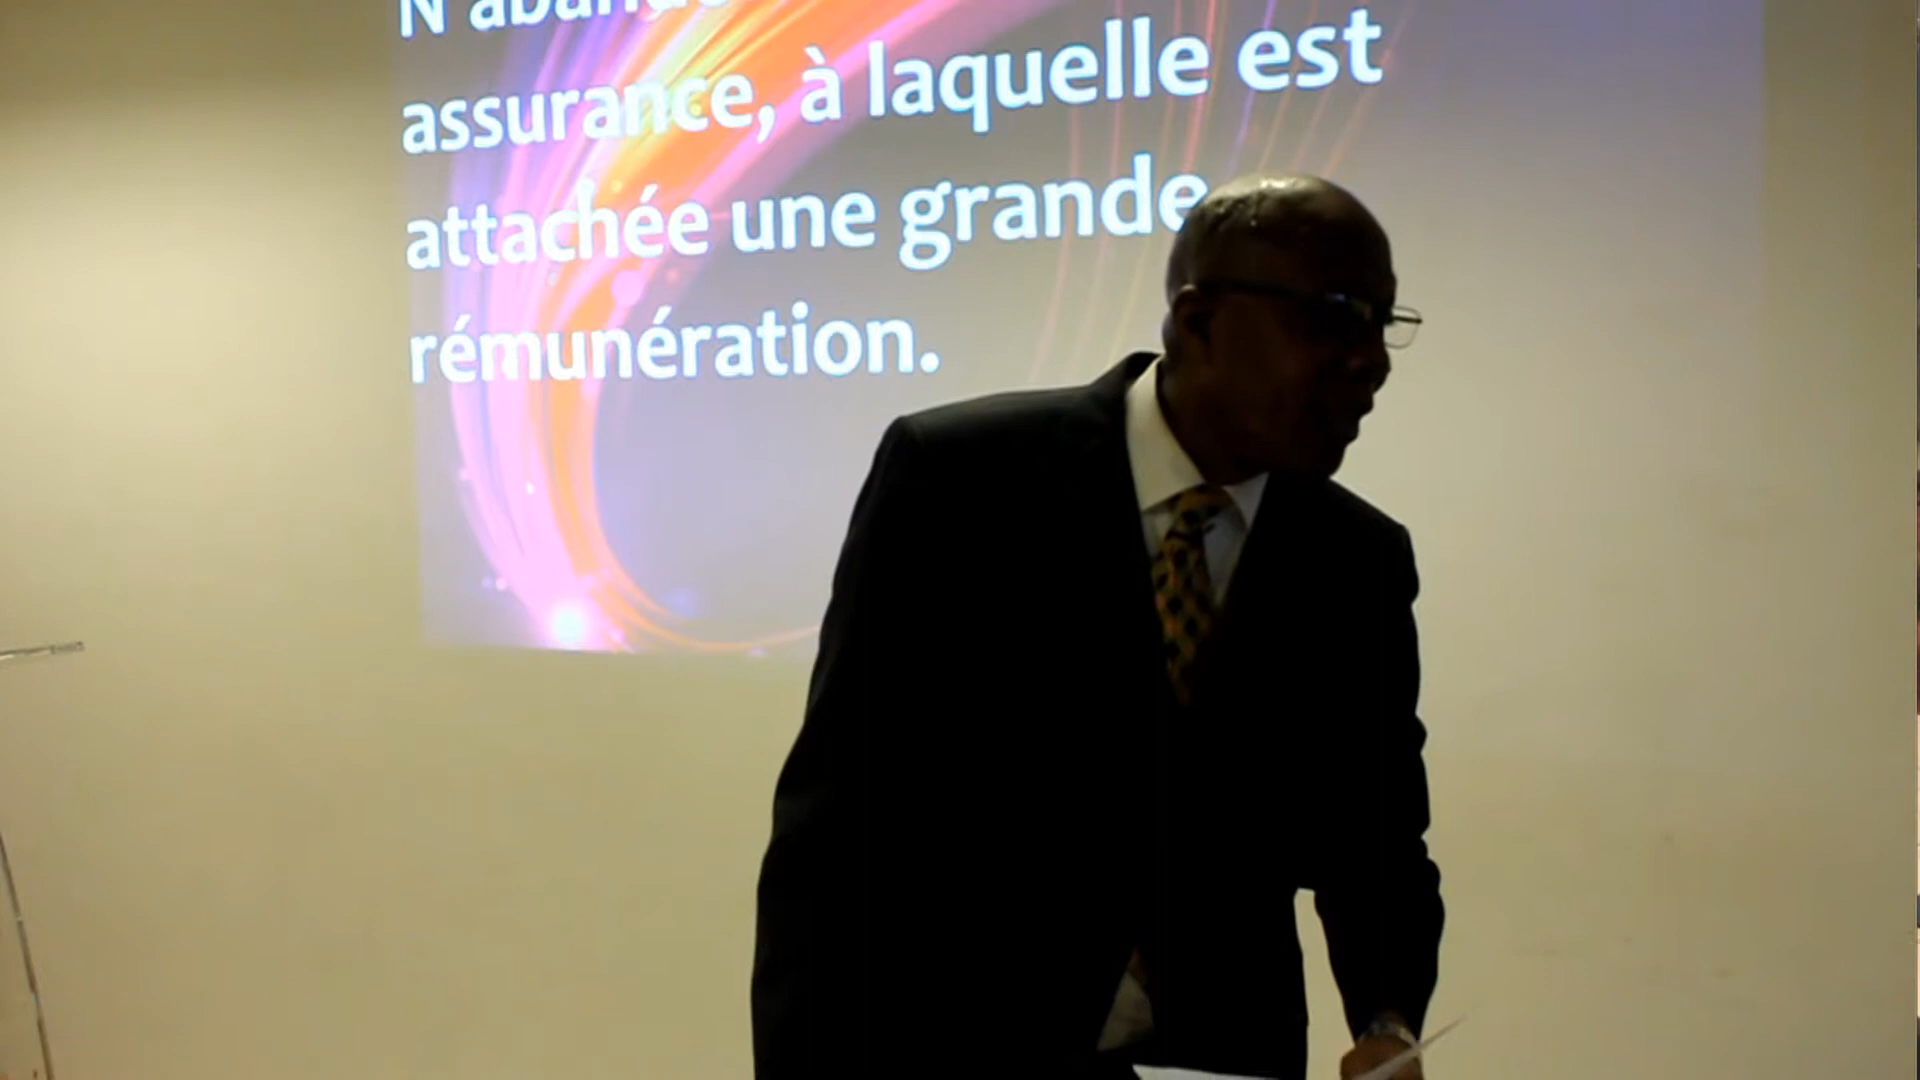 assurance, à laquelle est
attachée une grande
rémunération.